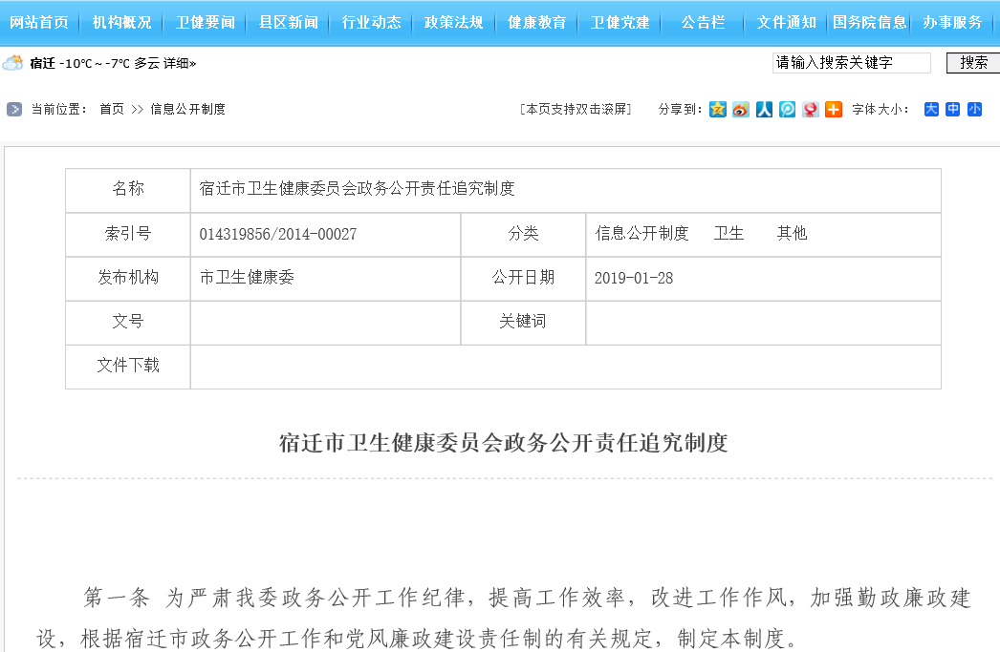 网站首页 机构概况 卫健要闻 县区新闻 行业动态 政策法规 健康教育 卫健党建 公告栏 文件通知 国务院信息 办事服务
宿迁 -10℃~-7℃ 多云 详细» 请输入搜索关键字 搜索
当前位置： 首页 >> 信息公开制度 [本页支持双击滚屏] 分享到： 字体大小： 大 中 小
名称 宿迁市卫生健康委员会政务公开责任追究制度
索引号 014319856/2014-00027 分类 信息公开制度 卫生 其他
发布机构 市卫生健康委 公开日期 2019-01-28
文号 关键词
文件下载
宿迁市卫生健康委员会政务公开责任追究制度
第一条 为严肃我委政务公开工作纪律，提高工作效率，改进工作作风，加强勤政廉政建
设，根据宿迁市政务公开工作和党风廉政建设责任制的有关规定，制定本制度。